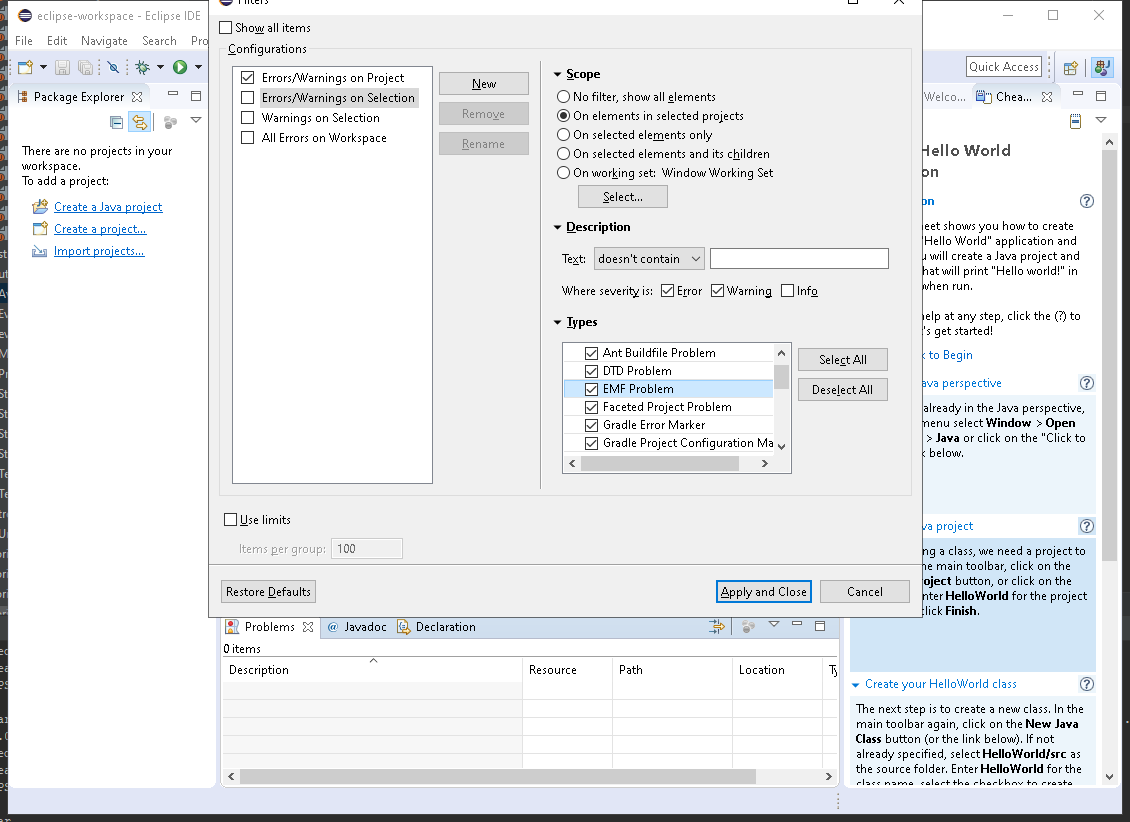 eclipse-workspace - Eclipse IDE
Filters
File Edit Navigate Search Pro
Quick Access
Package Explorer
There are no projects in your
workspace.
To add a project:
Create a Java project
Create a project...
Import projects...
Show all items
Configurations
Errors/Warnings on Project
Errors/Warnings on Selection
Warnings on Selection
All Errors on Workspace
New
Remove
Rename
Scope
No filter, show all elements
On elements in selected projects
On selected elements only
On selected elements and its children
On working set: Window Working Set
Select...
Description
Text: doesn't contain
Where severity is: Error Warning Info
Types
Ant Buildfile Problem
DTD Problem
EMF Problem
Faceted Project Problem
Gradle Error Marker
Gradle Project Configuration Ma
Select All
Deselect All
Use limits
Items per group: 100
Restore Defaults
Apply and Close
Cancel
Problems Javadoc Declaration
0 items
Description Resource Path Location Ty
Welco... Chea...
Hello World
on
on
eet shows you how to create
"Hello World" application and
u will create a Java project and
hat will print "Hello world!" in
when run.
elp at any step, click the (?) to
's get started!
k to Begin
ava perspective
already in the Java perspective,
menu select Window > Open
> Java or click on the "Click to
k below.
va project
ng a class, we need a project to
he main toolbar, click on the
oject button, or click on the
nter HelloWorld for the project
click Finish.
Create your HelloWorld class
The next step is to create a new class. In the
main toolbar again, click on the New Java
Class button (or the link below). If not
already specified, select HelloWorld/src as
the source folder. Enter HelloWorld for the
class name, select the checkbox to create